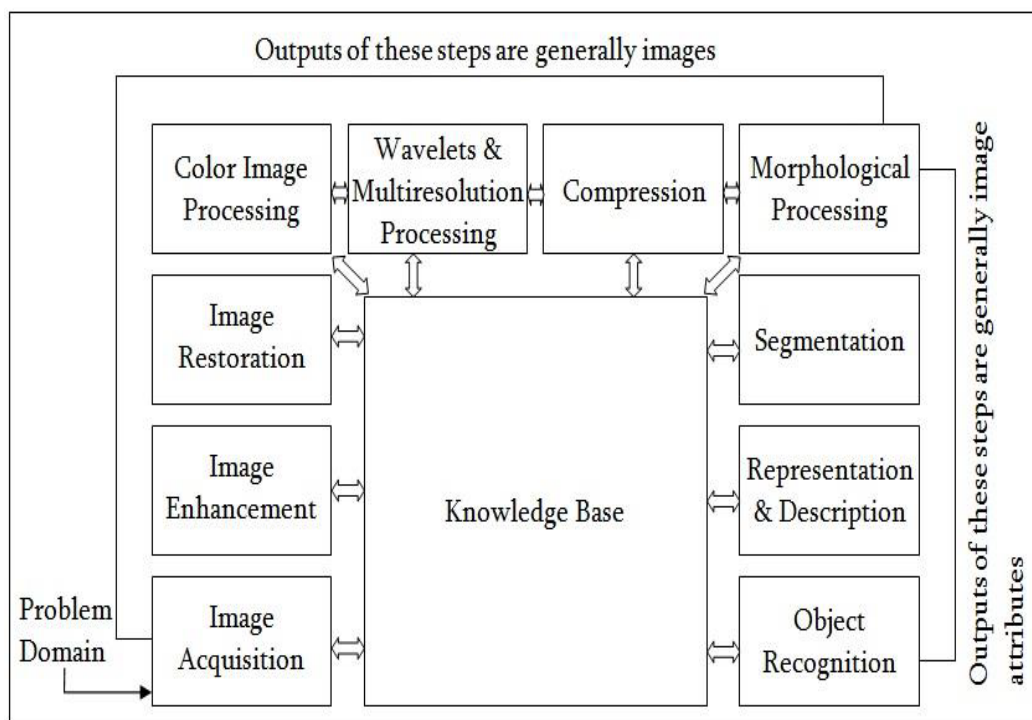 Outputs of these steps are generally images
Color Image
Processing
Wavelets &
Multiresolution
Processing
Compression
Morphological
Processing
Outputs of these steps are generally image
attributes
Image
Restoration
Segmentation
Image
Enhancement
Knowledge Base
Representation
& Description
Problem
Domain
Image
Acquisition
Object
Recognition